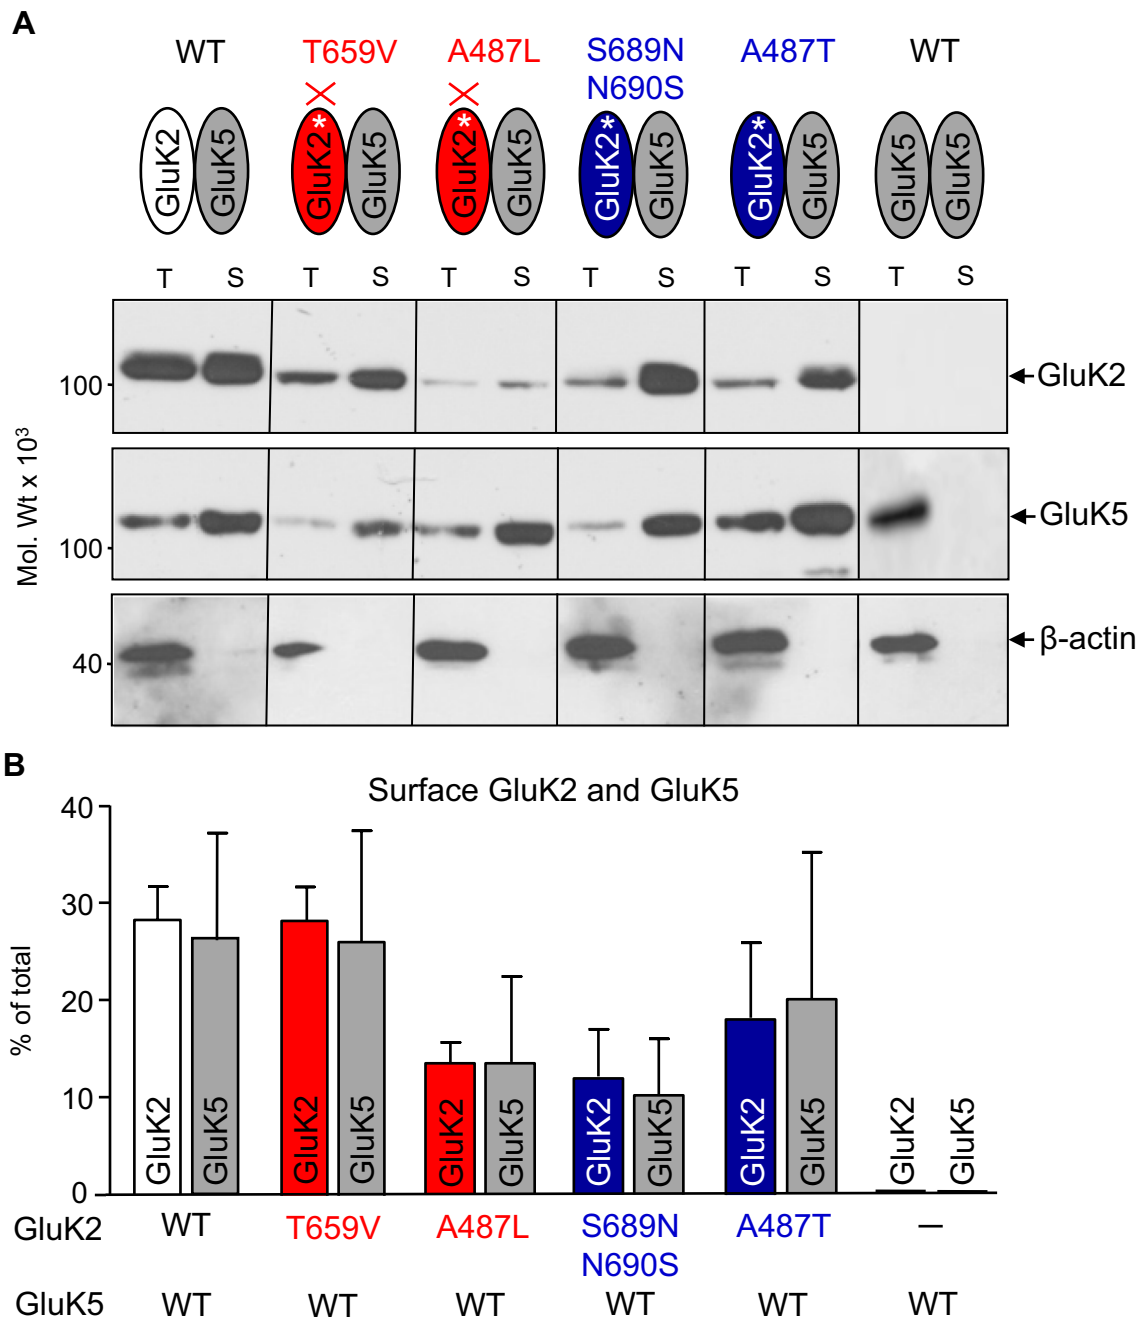 A
WT T659V A487L S689N A487T WT
N690S
GluK2 GluK5 GluK2* GluK5 GluK2* GluK5 GluK2* GluK5 GluK2* GluK5 GluK5 GluK5
T S T S T S T S T S T S
100 GluK2
Mol. Wt x 10³
100 GluK5
40 β-actin
B
Surface GluK2 and GluK5
40
30
20
10
0
% of total
GluK2 GluK5 GluK2 GluK5 GluK2 GluK5 GluK2 GluK5 GluK2 GluK5 GluK2 GluK5
GluK2 WT T659V A487L S689N A487T –
N690S
GluK5 WT WT WT WT WT WT